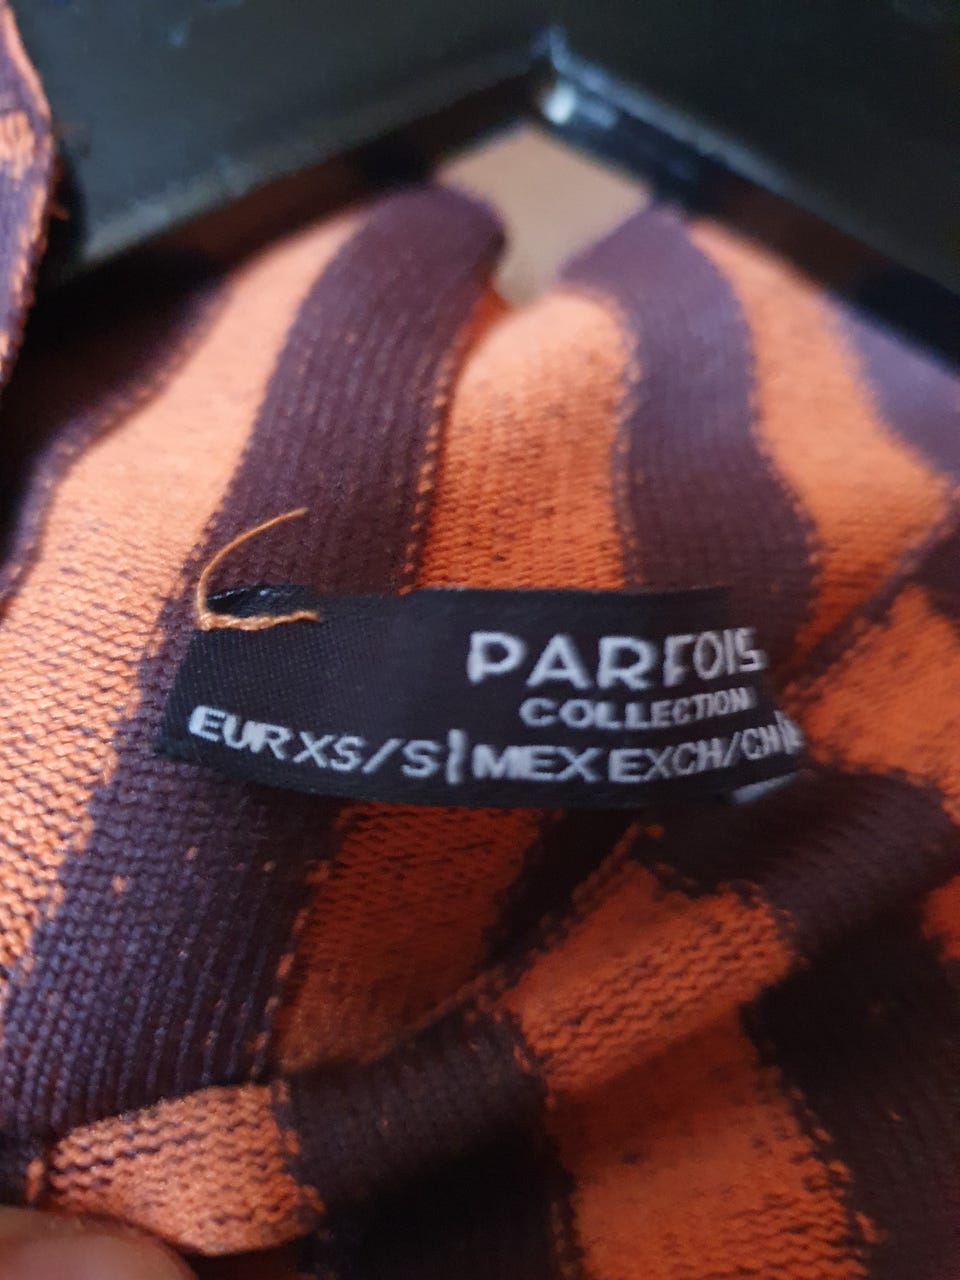 PARFOIS
COLLECTION
EUR XS/S | MEX EXCH/CH |